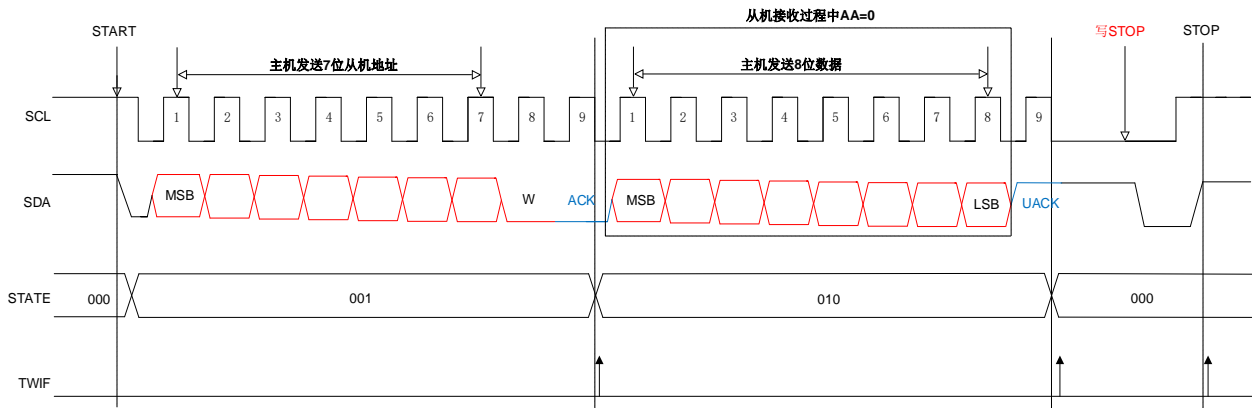 从机接收过程中AA=0
START
写STOP
STOP
主机发送7位从机地址
主机发送8位数据
SCL
1 2 3 4 5 6 7 8 9 1 2 3 4 5 6 7 8 9
SDA
MSB W ACK MSB LSB UACK
STATE
000 001 010 000
TWIF